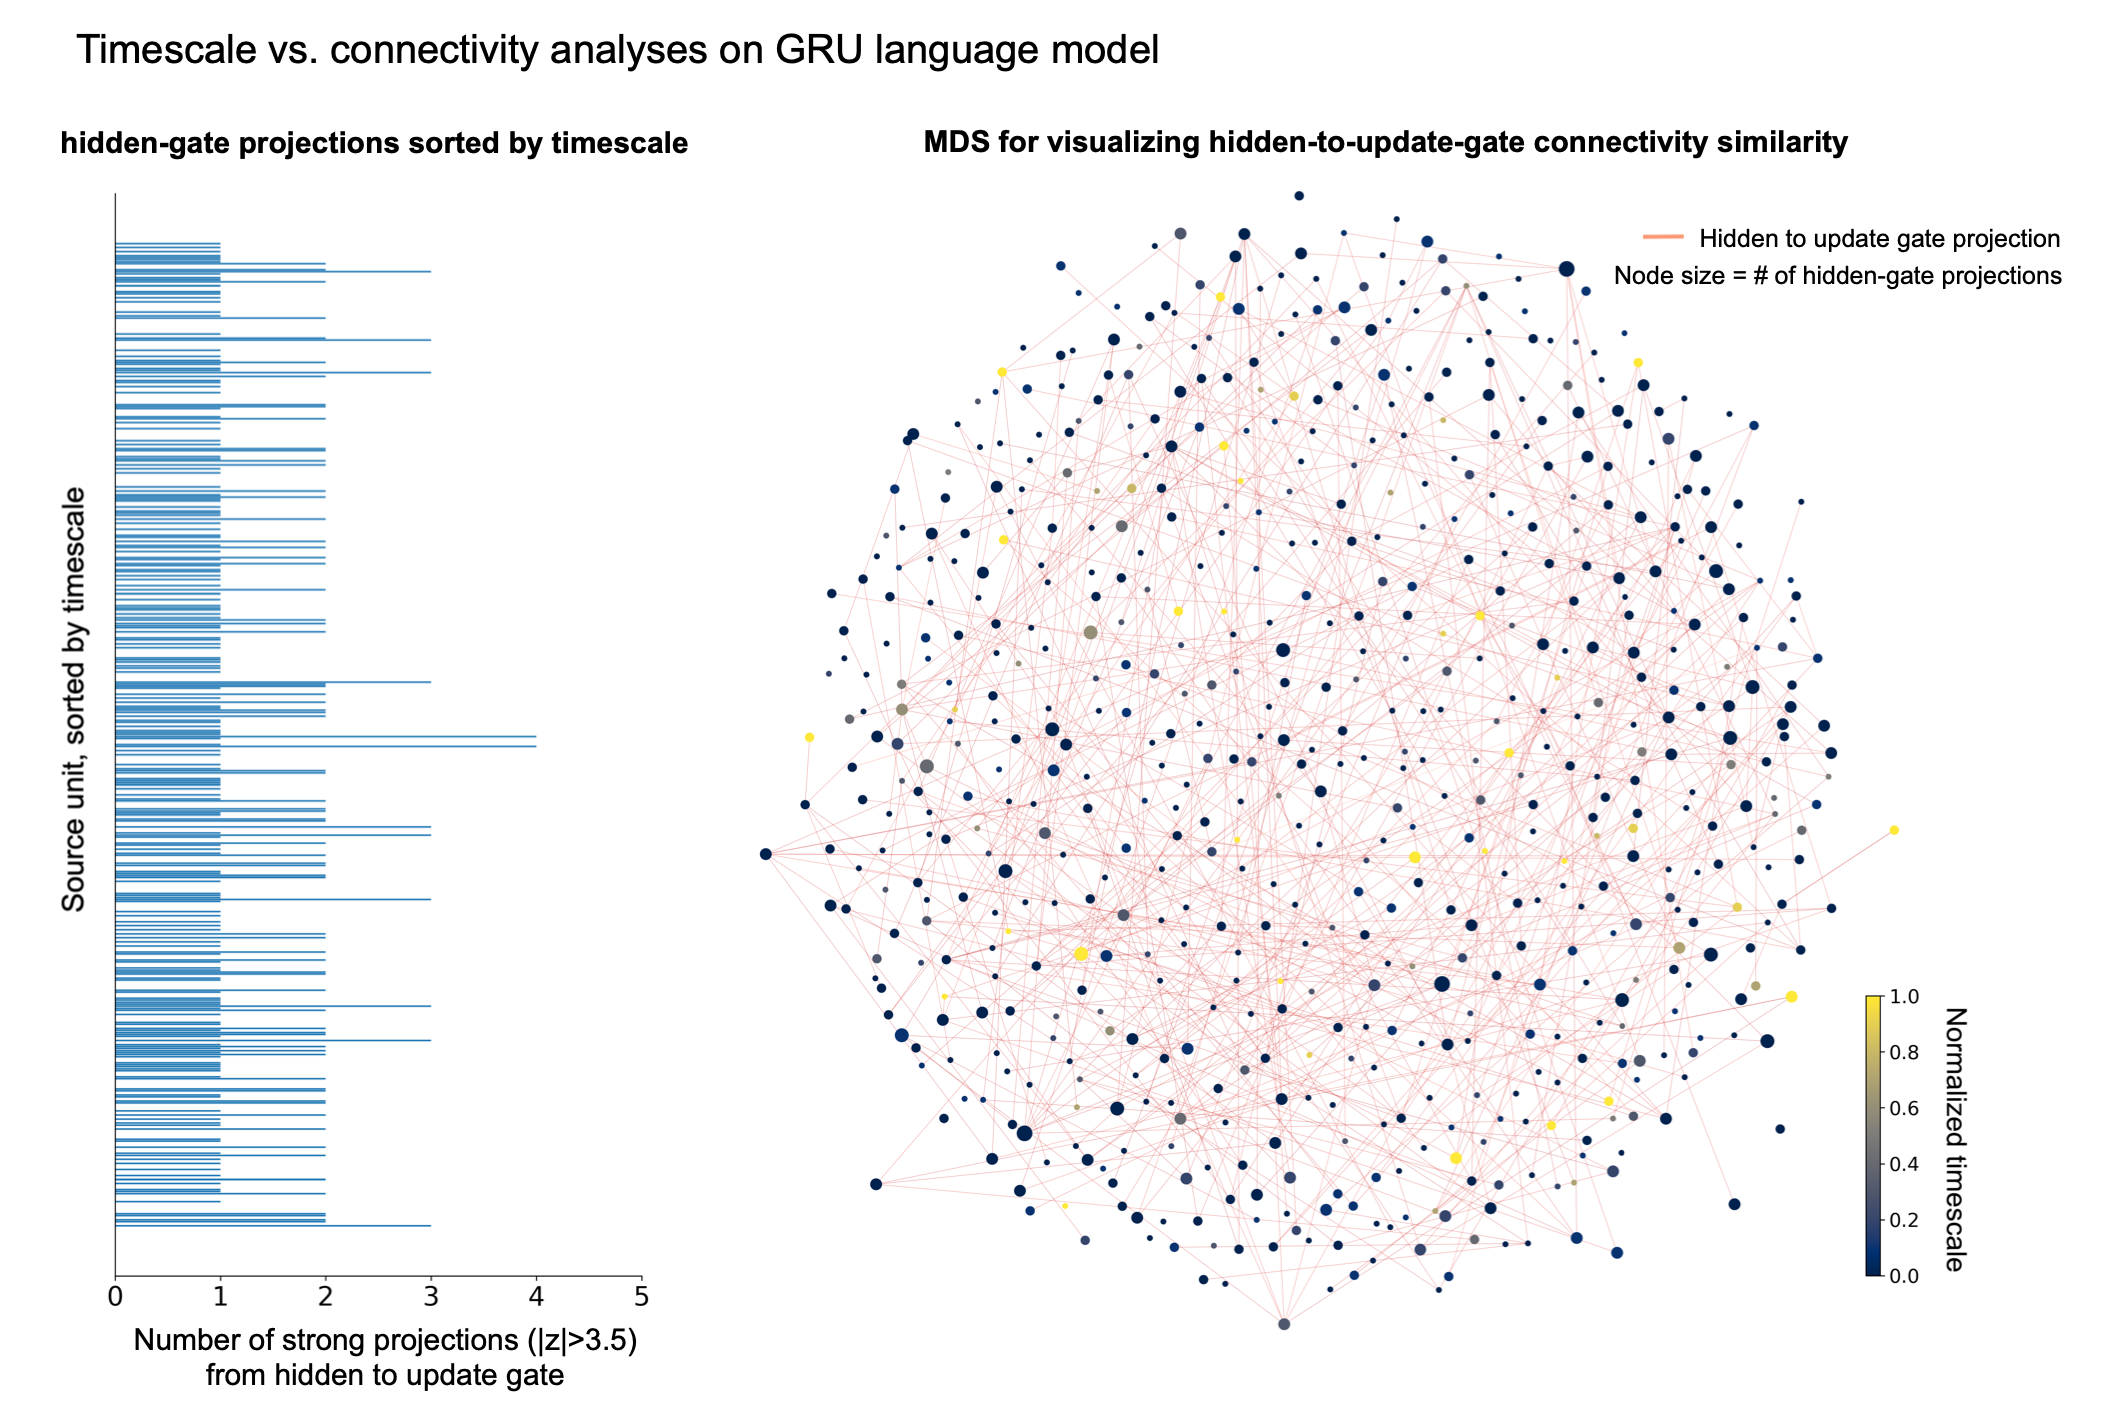 Timescale vs. connectivity analyses on GRU language model
hidden-gate projections sorted by timescale
Source unit, sorted by timescale
0 1 2 3 4 5
Number of strong projections (|z|>3.5)
from hidden to update gate
MDS for visualizing hidden-to-update-gate connectivity similarity
Hidden to update gate projection
Node size = # of hidden-gate projections
1.0
0.8
0.6
0.4
0.2
0.0
Normalized timescale